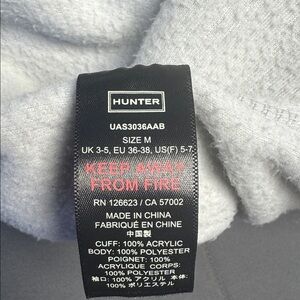 HUNTER
UAS3036AAB
SIZE M
UK 3-5, EU 36-38, US(F) 5-7
KEEP AWAY
FROM FIRE
RN 126623 / CA 57002
MADE IN CHINA
FABRIQUÉ EN CHINE
中国製
CUFF: 100% ACRYLIC
BODY: 100% POLYESTER
POIGNET: 100%
ACRYLIQUE CORPS:
100% POLYESTER
袖口: 100% アクリル 本体:
100% ポリエステル